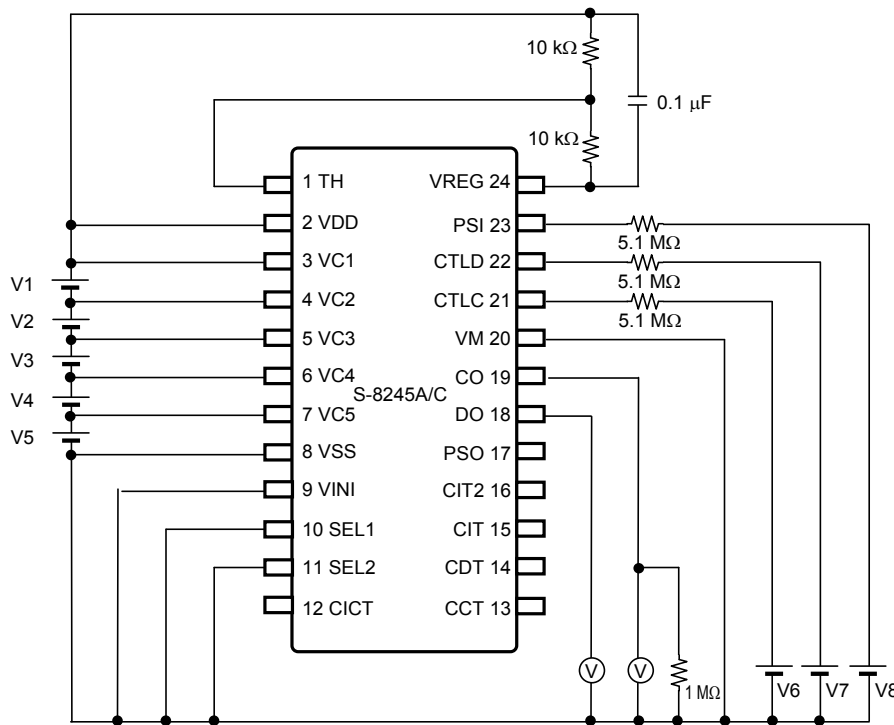 10 kΩ
0.1 μF
10 kΩ
1 TH
VREG 24
2 VDD
PSI 23
5.1 MΩ
3 VC1
CTLD 22
5.1 MΩ
V1
4 VC2
CTLC 21
5.1 MΩ
V2
5 VC3
VM 20
V3
6 VC4
CO 19
S-8245A/C
V4
7 VC5
DO 18
V5
8 VSS
PSO 17
9 VINI
CIT2 16
10 SEL1
CIT 15
11 SEL2
CDT 14
12 CICT
CCT 13
V
V
1 MΩ
V6
V7
V8